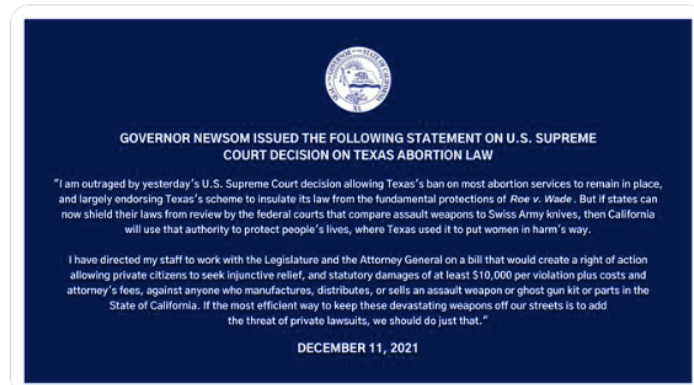 GOVERNOR NEWSOM ISSUED THE FOLLOWING STATEMENT ON U.S. SUPREME
COURT DECISION ON TEXAS ABORTION LAW
"I am outraged by yesterday's U.S. Supreme Court decision allowing Texas's ban on most abortion services to remain in place,
and largely endorsing Texas's scheme to insulate its law from the fundamental protections of Roe v. Wade. But if states can
now shield their laws from review by the federal courts that compare assault weapons to Swiss Army knives, then California
will use that authority to protect people's lives, where Texas used it to put women in harm's way.
I have directed my staff to work with the Legislature and the Attorney General on a bill that would create a right of action
allowing private citizens to seek injunctive relief, and statutory damages of at least $10,000 per violation plus costs and
attorney's fees, against anyone who manufactures, distributes, or sells an assault weapon or ghost gun kit or parts in the
State of California. If the most efficient way to keep these devastating weapons off our streets is to add
the threat of private lawsuits, we should do just that."
DECEMBER 11, 2021